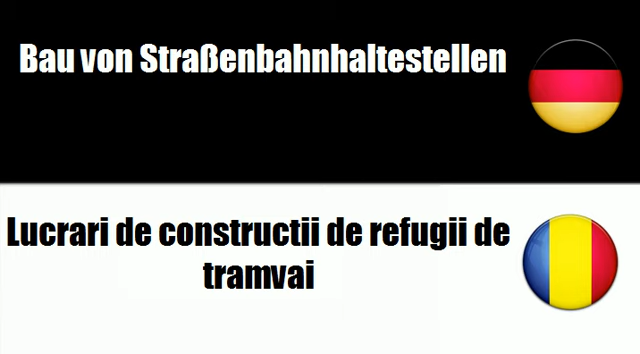 Bau von Straßenbahnhaltestellen
Lucrari de constructii de refugii de
tramvai